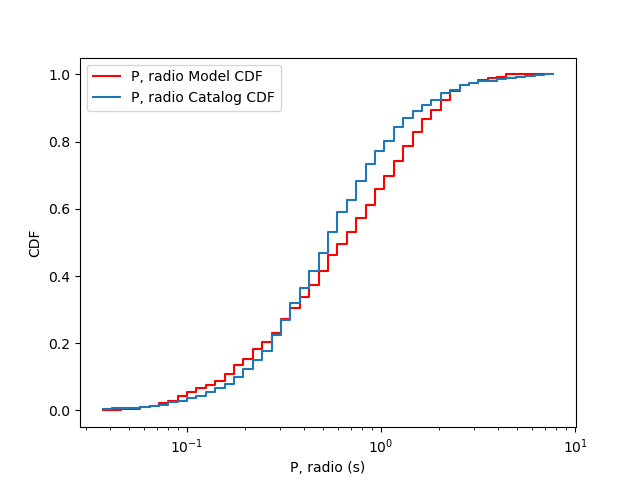 P, radio Model CDF
P, radio Catalog CDF
1.0
0.8
0.6
0.4
0.2
0.0
CDF
10⁻¹ 10⁰ 10¹
P, radio (s)